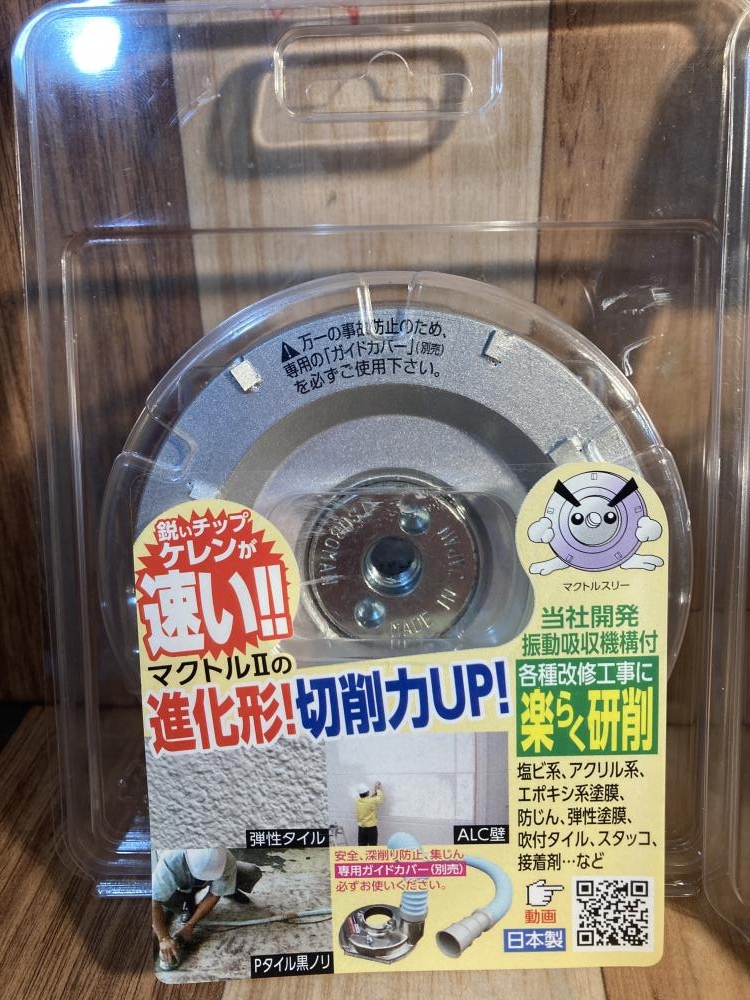 ⚠万一の事故防止のため、
専用の「ガイドカバー」(別売)
を必ずご使用下さい。
MADE IN JAPAN
鋭いチップ
ケレンが
速い!!
マクトルⅡの
進化形!切削力UP!
マクトルスリー
当社開発
振動吸収機構付
各種改修工事に
楽らく研削
塩ビ系、アクリル系、
エポキシ系塗膜、
防じん、弾性塗膜、
吹付タイル、スタッコ、
接着剤…など
動画
日本製
弾性タイル
ALC壁
Pタイル黒ノリ
安全、深削り防止、集じん
専用ガイドカバー(別売)
必ずお使いください。